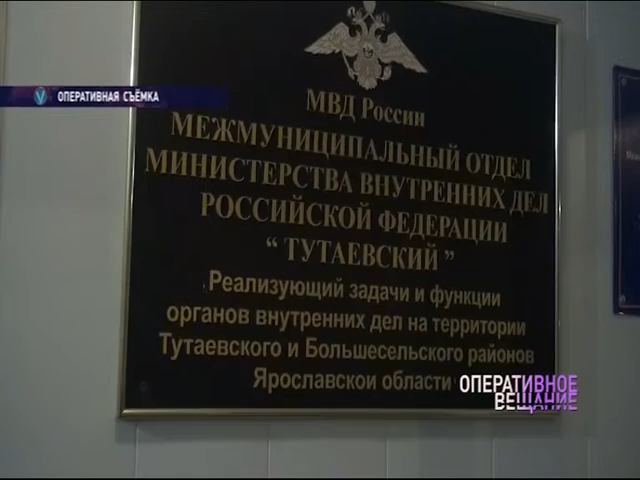 ОПЕРАТИВНАЯ СЪЁМКА
МВД России
МЕЖМУНИЦИПАЛЬНЫЙ ОТДЕЛ
МИНИСТЕРСТВА ВНУТРЕННИХ ДЕЛ
РОССИЙСКОЙ ФЕДЕРАЦИИ
“ ТУТАЕВСКИЙ ”
Реализующий задачи и функции
органов внутренних дел на территории
Тутаевского и Большесельского районов
Ярославской области
ОПЕРАТИВНОЕ
ВЕЩАНИЕ